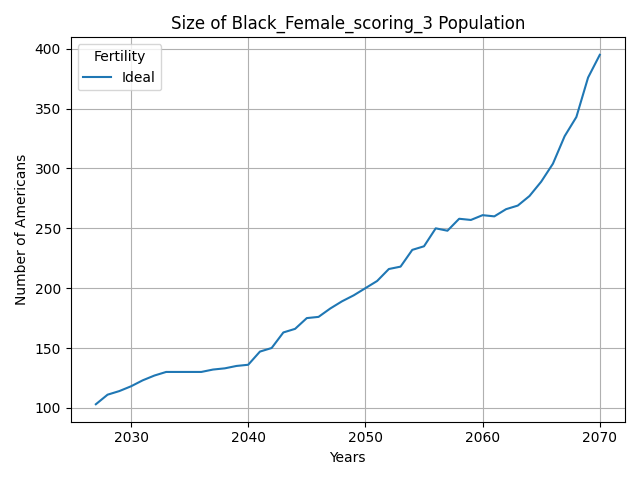 Size of Black_Female_scoring_3 Population
Fertility
Ideal
Number of Americans
400
350
300
250
200
150
100
2030 2040 2050 2060 2070
Years